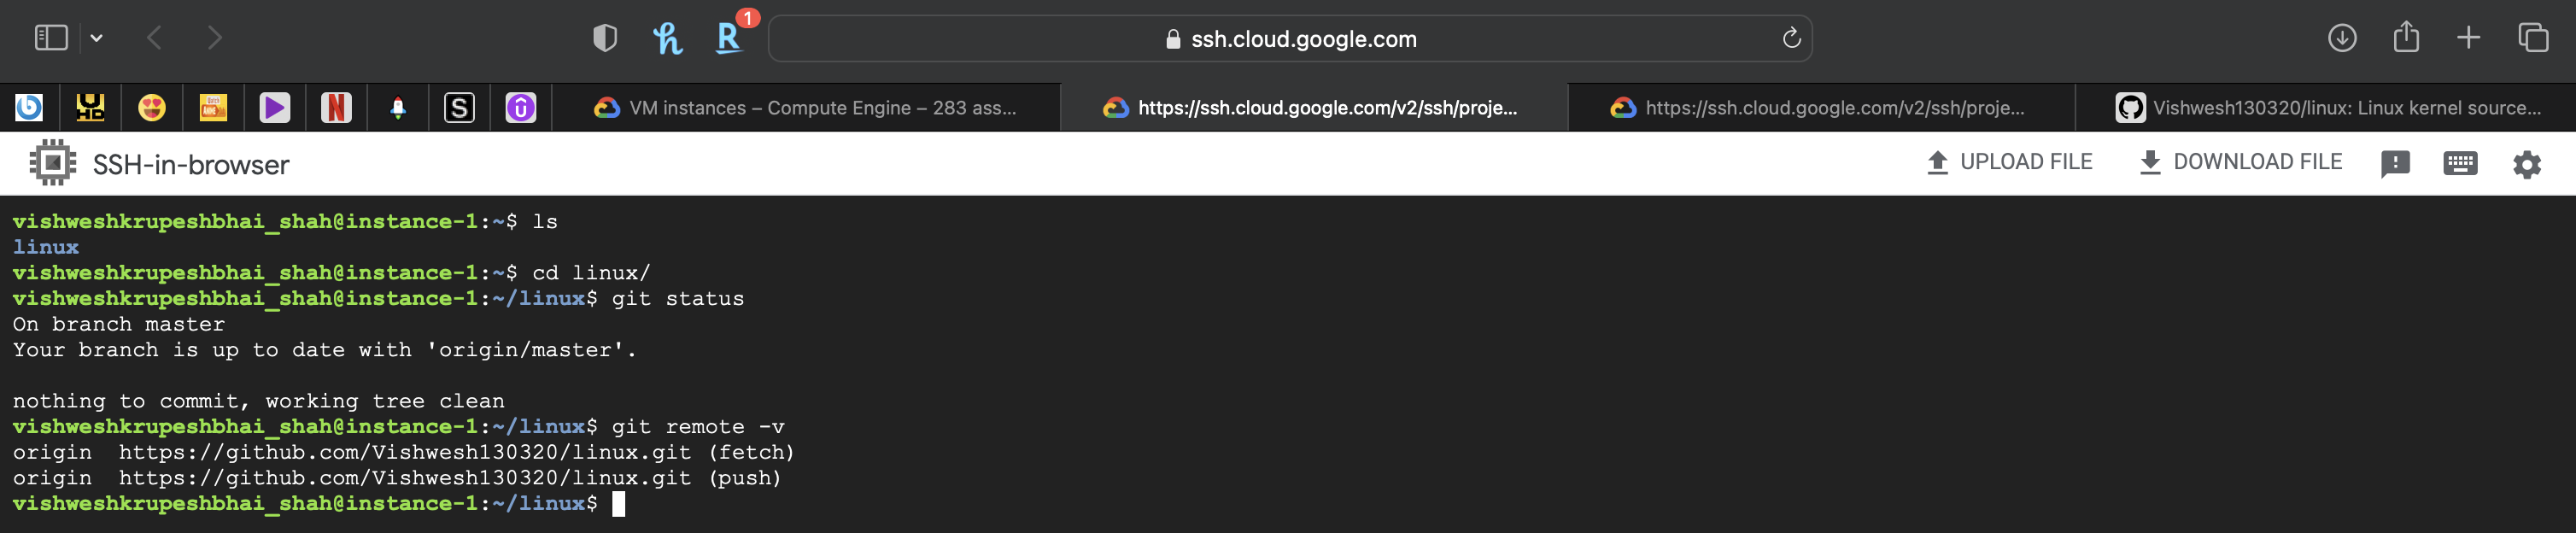 1
ssh.cloud.google.com
VM instances – Compute Engine – 283 ass...
https://ssh.cloud.google.com/v2/ssh/proje...
https://ssh.cloud.google.com/v2/ssh/proje...
Vishwesh130320/linux: Linux kernel source...
SSH-in-browser
UPLOAD FILE
DOWNLOAD FILE
vishweshkrupeshbhai_shah@instance-1:~$ ls
linux
vishweshkrupeshbhai_shah@instance-1:~$ cd linux/
vishweshkrupeshbhai_shah@instance-1:~/linux$ git status
On branch master
Your branch is up to date with 'origin/master'.
nothing to commit, working tree clean
vishweshkrupeshbhai_shah@instance-1:~/linux$ git remote -v
origin  https://github.com/Vishwesh130320/linux.git (fetch)
origin  https://github.com/Vishwesh130320/linux.git (push)
vishweshkrupeshbhai_shah@instance-1:~/linux$